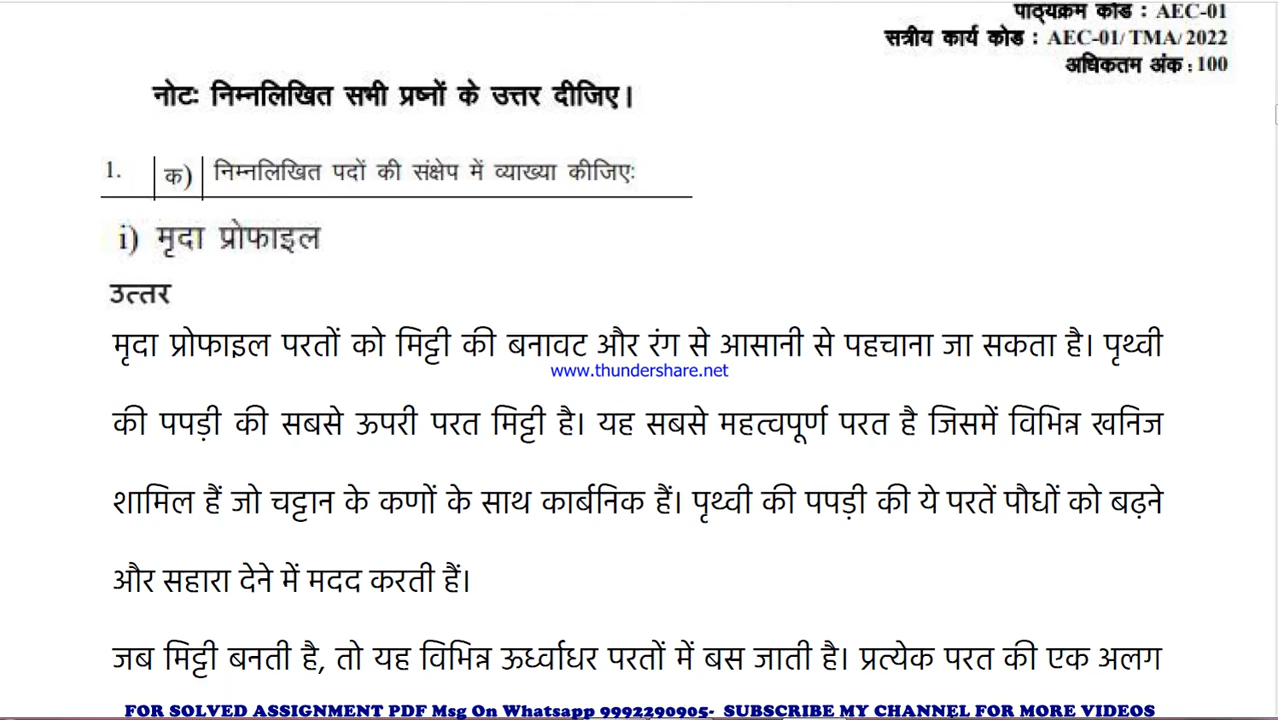 पाठ्यक्रम कोड : AEC-01
सत्रीय कार्य कोड : AEC-01/TMA/2022
अधिकतम अंक : 100
नोटः निम्नलिखित सभी प्रश्नों के उत्तर दीजिए।
1. क) निम्नलिखित पदों की संक्षेप में व्याख्या कीजिएः
i) मृदा प्रोफाइल
उत्तर
मृदा प्रोफाइल परतों को मिट्टी की बनावट और रंग से आसानी से पहचाना जा सकता है। पृथ्वी
www.thundershare.net
की पपड़ी की सबसे ऊपरी परत मिट्टी है। यह सबसे महत्वपूर्ण परत है जिसमें विभिन्न खनिज
शामिल हैं जो चट्टान के कणों के साथ कार्बनिक हैं। पृथ्वी की पपड़ी की ये परतें पौधों को बढ़ने
और सहारा देने में मदद करती हैं।
जब मिट्टी बनती है, तो यह विभिन्न ऊर्ध्वाधर परतों में बस जाती है। प्रत्येक परत की एक अलग
FOR SOLVED ASSIGNMENT PDF Msg On Whatsapp 9992290905- SUBSCRIBE MY CHANNEL FOR MORE VIDEOS